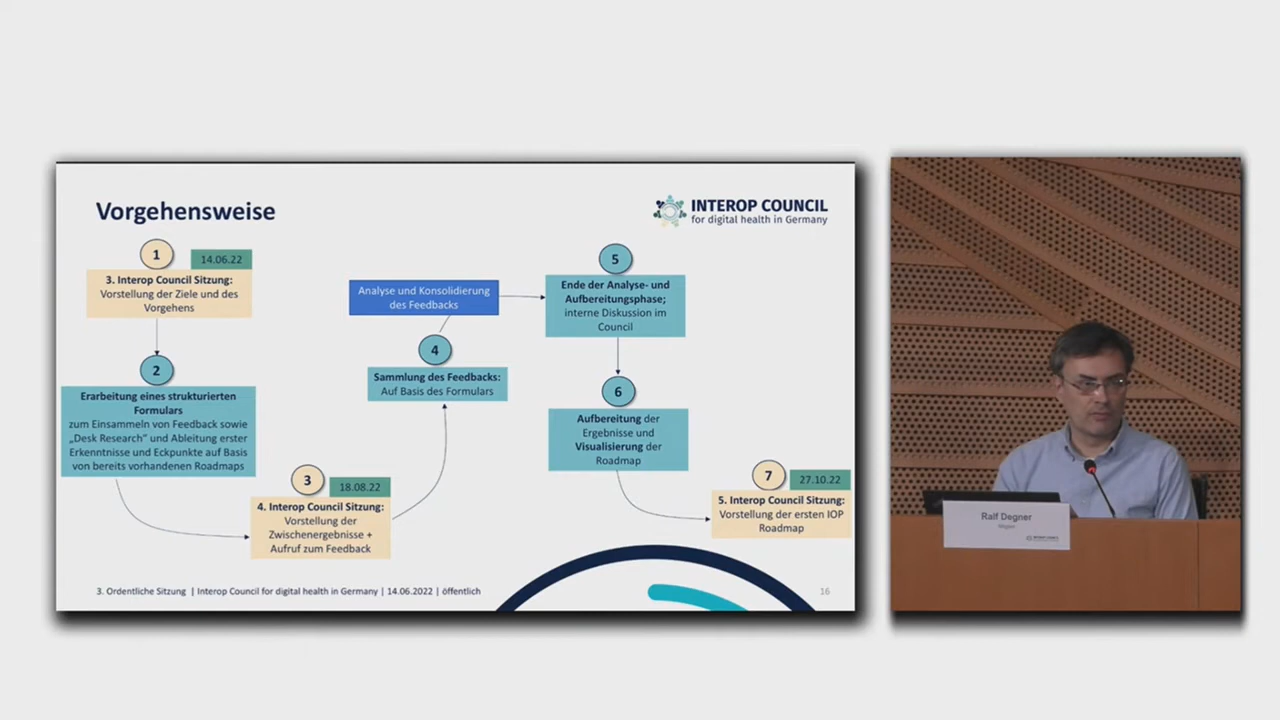 Vorgehensweise
INTEROP COUNCIL
for digital health in Germany
1
14.06.22
3. Interop Council Sitzung:
Vorstellung der Ziele und des
Vorgehens
2
Erarbeitung eines strukturierten
Formulars
zum Einsammeln von Feedback sowie
„Desk Research" und Ableitung erster
Erkenntnisse und Eckpunkte auf Basis
von bereits vorhandenen Roadmaps
3
18.08.22
4. Interop Council Sitzung:
Vorstellung der
Zwischenergebnisse +
Aufruf zum Feedback
4
Sammlung des Feedbacks:
Auf Basis des Formulars
Analyse und Konsolidierung
des Feedbacks
5
Ende der Analyse- und
Aufbereitungsphase;
interne Diskussion im
Council
6
Aufbereitung der
Ergebnisse und
Visualisierung der
Roadmap
7
27.10.22
5. Interop Council Sitzung:
Vorstellung der ersten IOP
Roadmap
3. Ordentliche Sitzung | Interop Council for digital health in Germany | 14.06.2022 | öffentlich
16
Ralf Degner